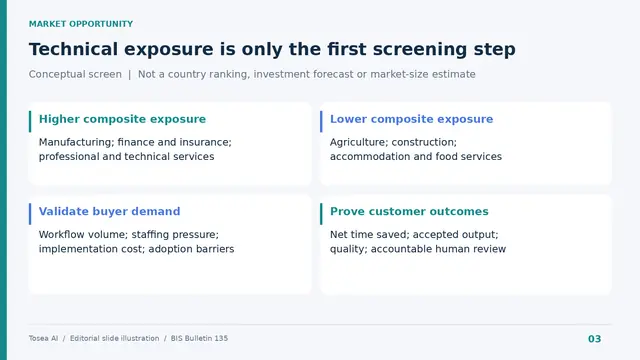 MARKET OPPORTUNITY
Technical exposure is only the first screening step
Conceptual screen | Not a country ranking, investment forecast or market-size estimate
Higher composite exposure
Manufacturing; finance and insurance;
professional and technical services
Lower composite exposure
Agriculture; construction;
accommodation and food services
Validate buyer demand
Workflow volume; staffing pressure;
implementation cost; adoption barriers
Prove customer outcomes
Net time saved; accepted output;
quality; accountable human review
Tosea AI / Editorial slide illustration / BIS Bulletin 135
03